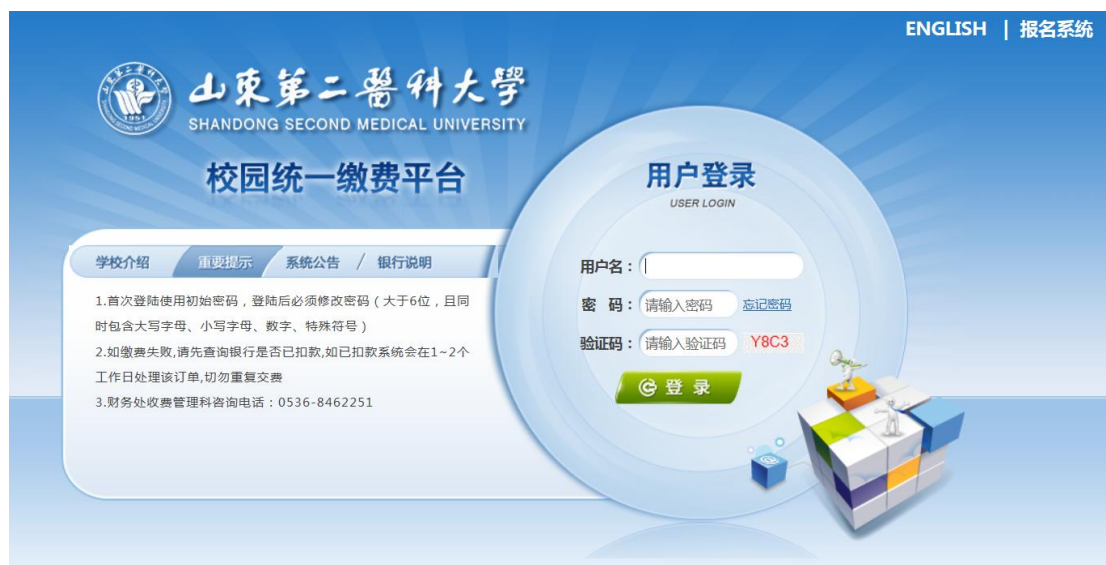 ENGLISH | 报名系统
山東第二醫科大學
SHANDONG SECOND MEDICAL UNIVERSITY
校园统一缴费平台
用户登录
USER LOGIN
学校介绍 重要提示 系统公告 / 银行说明
1.首次登陆使用初始密码，登陆后必须修改密码（大于6位，且同
时包含大写字母、小写字母、数字、特殊符号）
2.如缴费失败,请先查询银行是否已扣款,如已扣款系统会在1~2个
工作日处理该订单,切勿重复交费
3.财务处收费管理科咨询电话：0536-8462251
用户名：
密 码： 请输入密码 忘记密码
验证码： 请输入验证码 Y8C3
登 录
1951
@